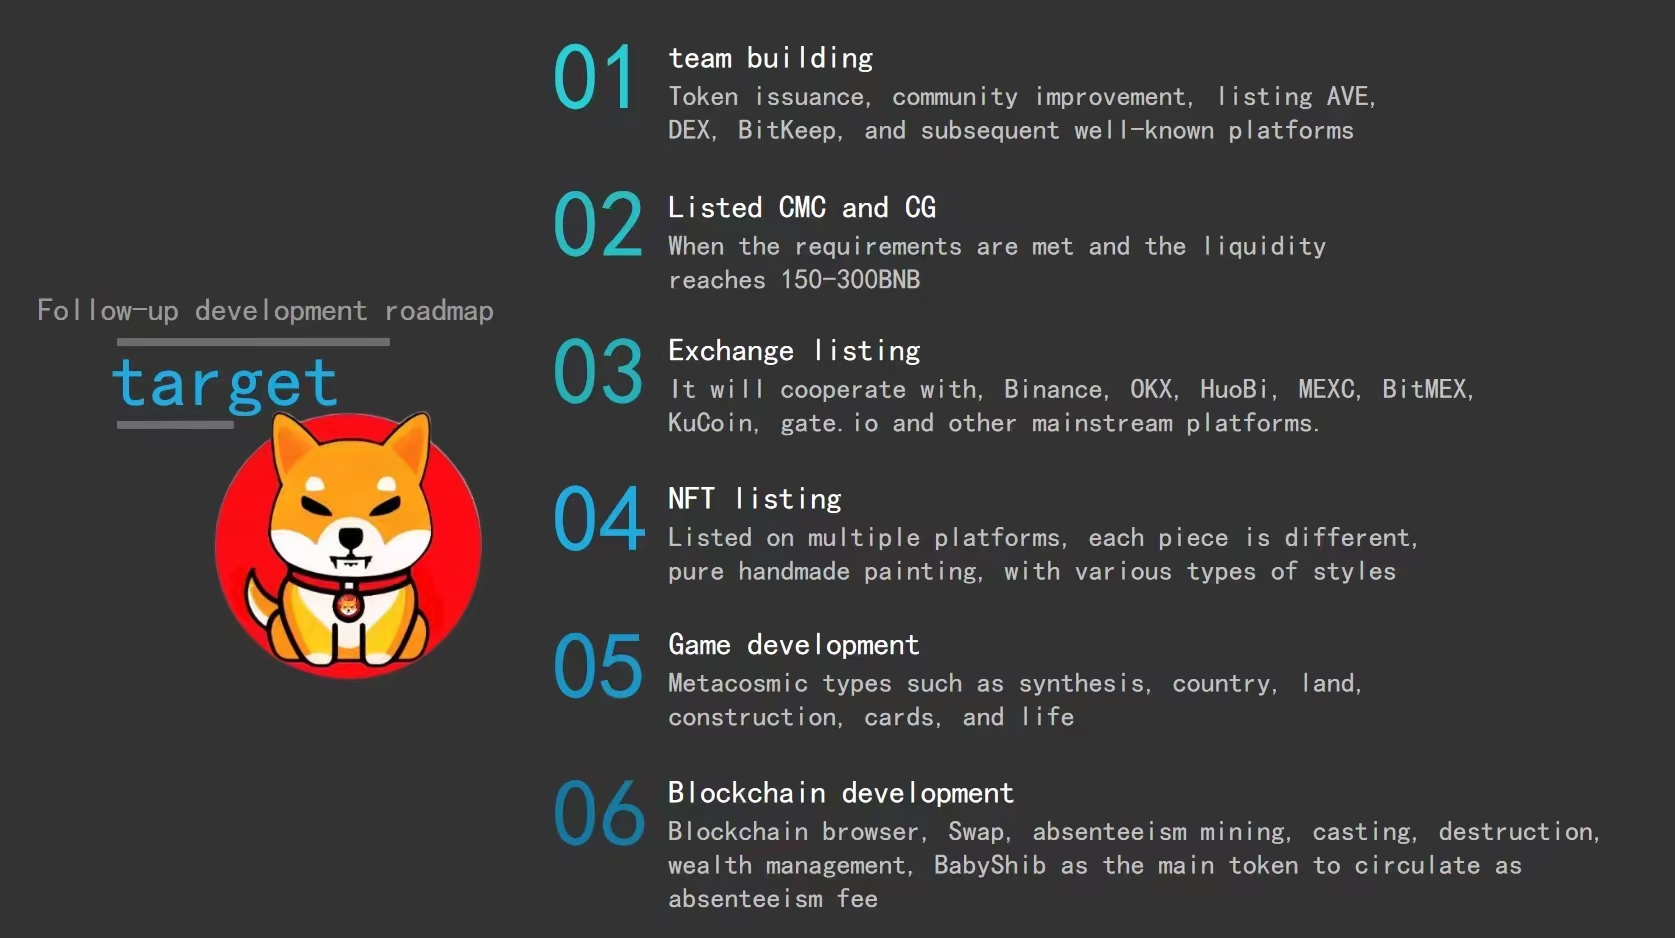 Follow-up development roadmap
target
01
team building
Token issuance, community improvement, listing AVE,
DEX, BitKeep, and subsequent well-known platforms
02
Listed CMC and CG
When the requirements are met and the liquidity
reaches 150-300BNB
03
Exchange listing
It will cooperate with, Binance, OKX, HuoBi, MEXC, BitMEX,
KuCoin, gate.io and other mainstream platforms.
04
NFT listing
Listed on multiple platforms, each piece is different,
pure handmade painting, with various types of styles
05
Game development
Metacosmic types such as synthesis, country, land,
construction, cards, and life
06
Blockchain development
Blockchain browser, Swap, absenteeism mining, casting, destruction,
wealth management, BabyShib as the main token to circulate as
absenteeism fee